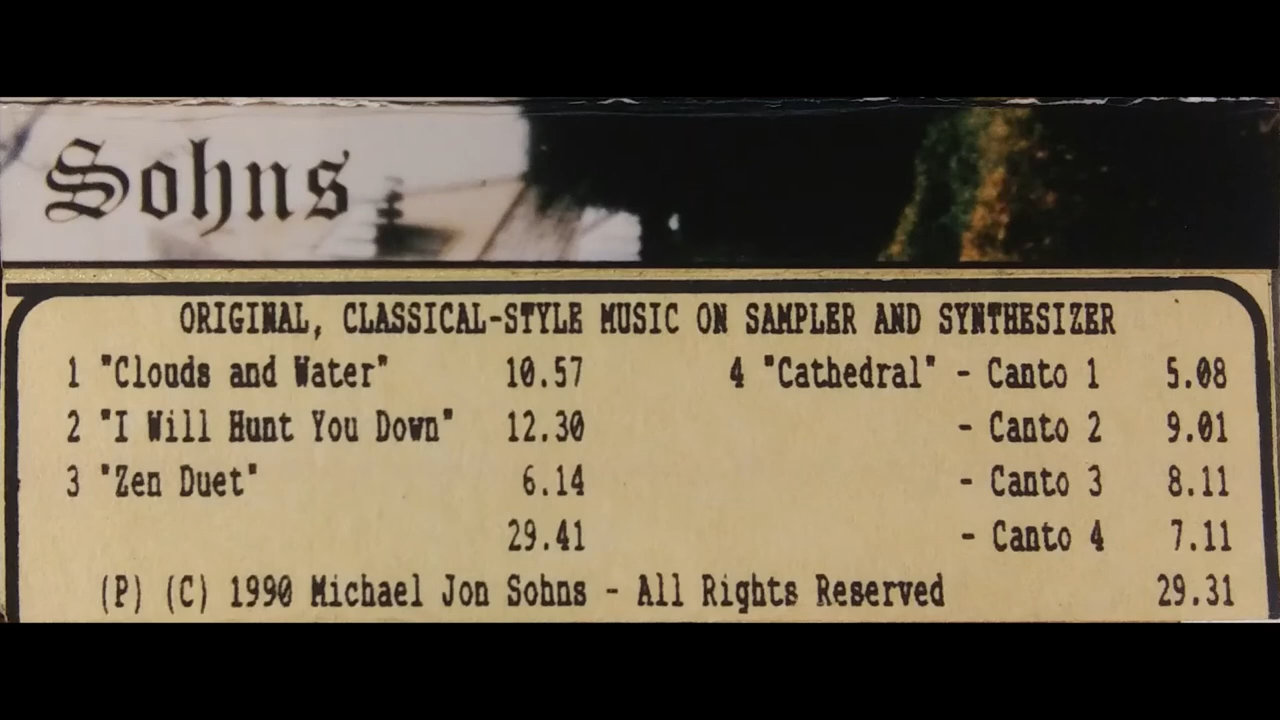 Sohns
ORIGINAL, CLASSICAL-STYLE MUSIC ON SAMPLER AND SYNTHESIZER
1 "Clouds and Water" 10.57 4 "Cathedral" - Canto 1 5.08
2 "I Will Hunt You Down" 12.30 - Canto 2 9.01
3 "Zen Duet" 6.14 - Canto 3 8.11
29.41 - Canto 4 7.11
(P) (C) 1990 Michael Jon Sohns - All Rights Reserved 29.31